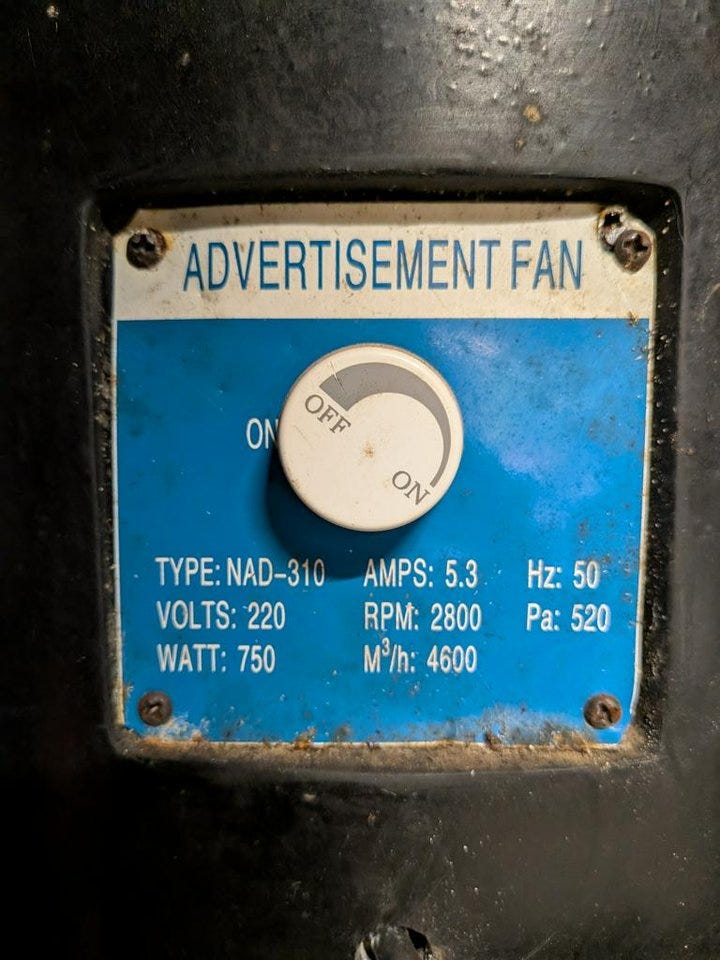 ADVERTISEMENT FAN
ON
OFF
ON
TYPE: NAD-310 AMPS: 5.3 Hz: 50
VOLTS: 220 RPM: 2800 Pa: 520
WATT: 750 M³/h: 4600